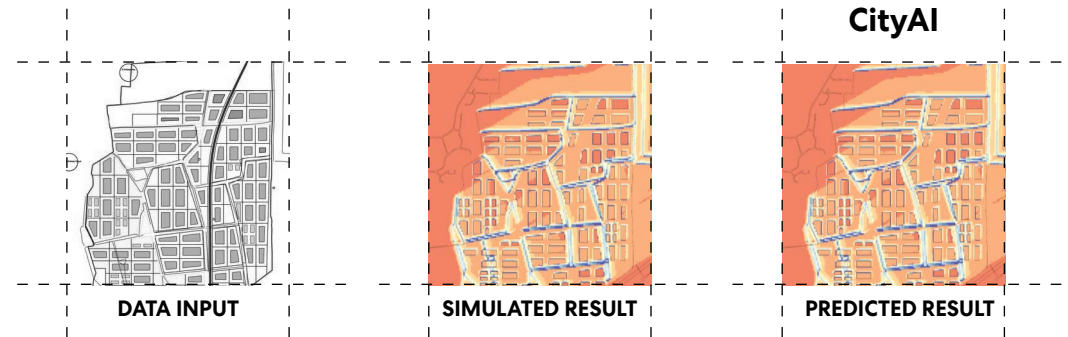 CityAI
DATA INPUT
SIMULATED RESULT
PREDICTED RESULT